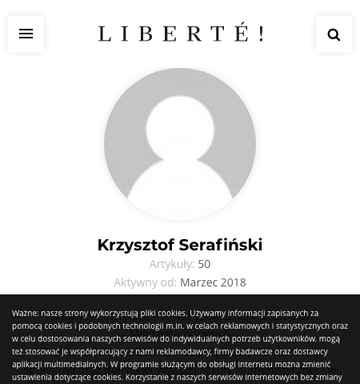 LIBERTÉ!
Krzysztof Serafiński
Artykuły: 50
Aktywny od: Marzec 2018
Ważne: nasze strony wykorzystują pliki cookies. Używamy informacji zapisanych za
pomocą cookies i podobnych technologii m.in. w celach reklamowych i statystycznych oraz
w celu dostosowania naszych serwisów do indywidualnych potrzeb użytkowników. mogą
też stosować je współpracujący z nami reklamodawcy, firmy badawcze oraz dostawcy
aplikacji multimedialnych. W programie służącym do obsługi internetu można zmienić
ustawienia dotyczące cookies. Korzystanie z naszych serwisów internetowych bez zmiany